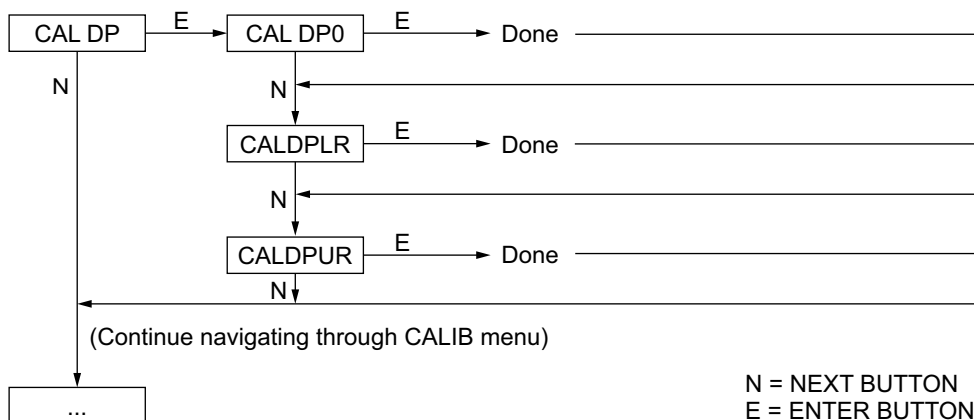 CAL DP E CAL DP0 E Done
N N
CALDPLR E Done
N
CALDPUR E Done
N
(Continue navigating through CALIB menu)
N = NEXT BUTTON
... E = ENTER BUTTON